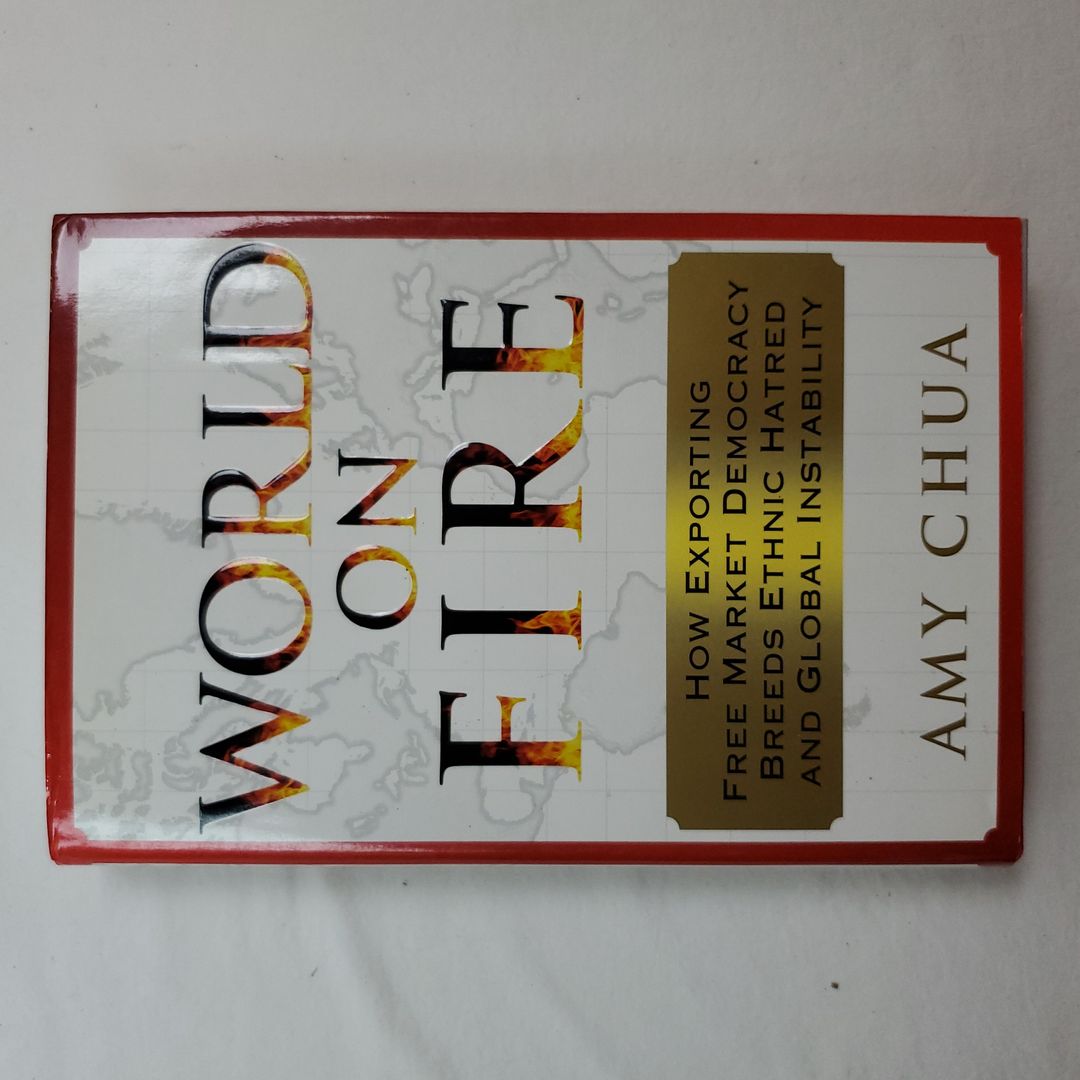 WORLD
ON
FIRE
HOW EXPORTING
FREE MARKET DEMOCRACY
BREEDS ETHNIC HATRED
AND GLOBAL INSTABILITY
AMY CHUA